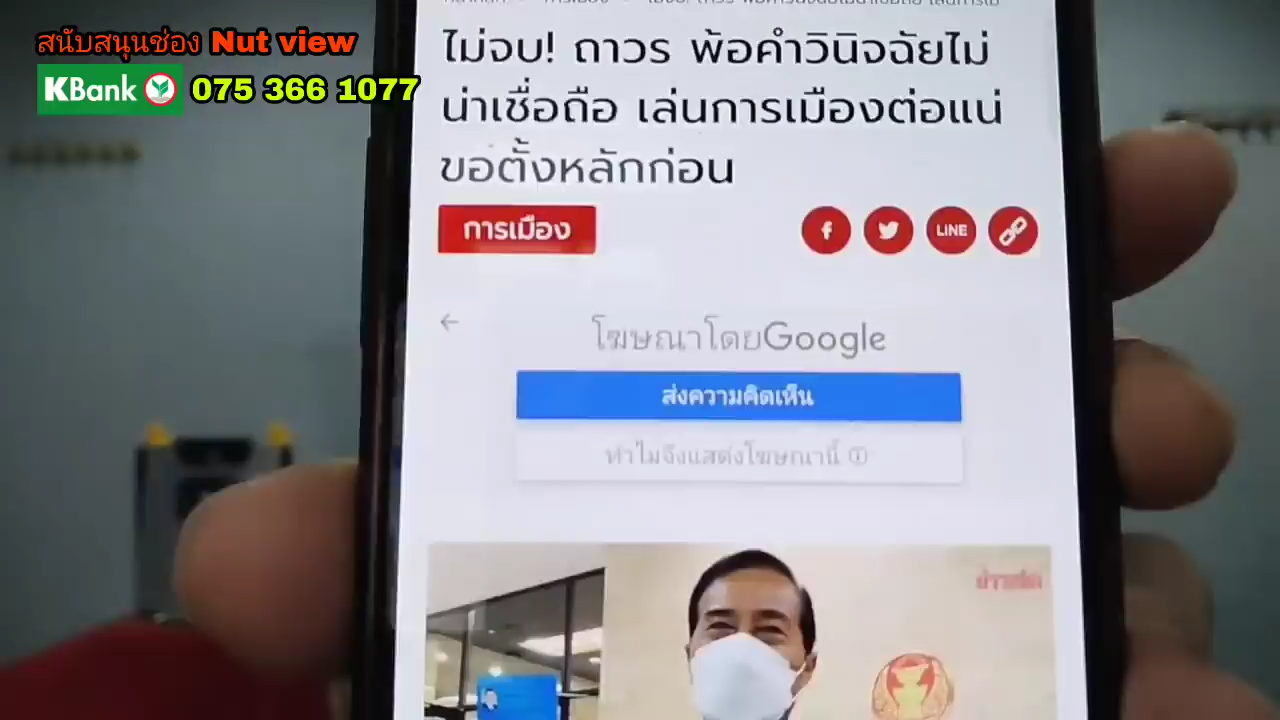 สนับสนุนช่อง Nut view
KBank 075 366 1077
ไม่จบ! ถาวร พ้อคำวินิจฉัยไม่
น่าเชื่อถือ เล่นการเมืองต่อแน่
ขอตั้งหลักก่อน
การเมือง
LINE
โฆษณาโดยGoogle
ส่งความคิดเห็น
ทำไมจึงแสดงโฆษณานี้
ข่าวสด